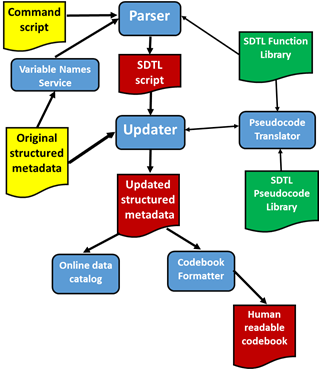 Command
script
Parser
Variable Names
Service
SDTL
script
SDTL Function
Library
Original
structured
metadata
Updater
Pseudocode
Translator
Updated
structured
metadata
SDTL
Pseudocode
Library
Online data
catalog
Codebook
Formatter
Human
readable
codebook